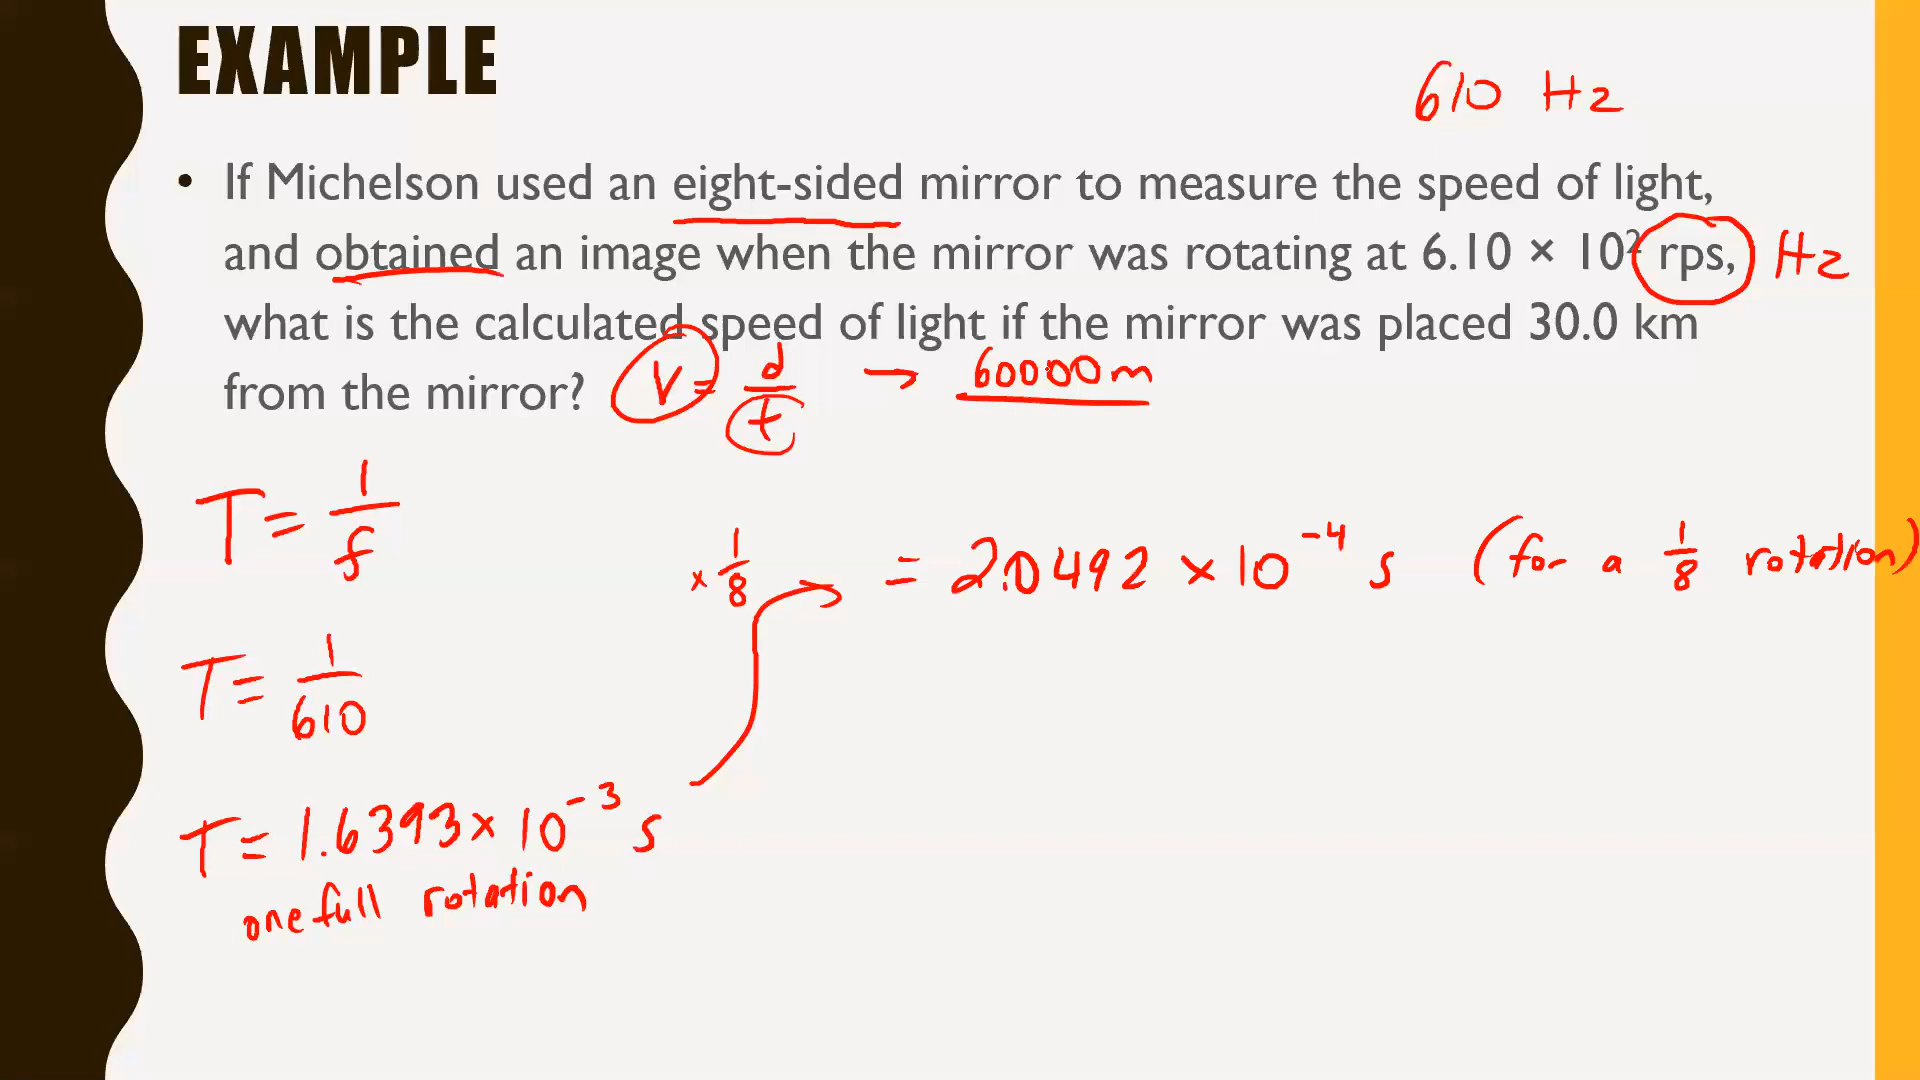 EXAMPLE
610 Hz
• If Michelson used an eight-sided mirror to measure the speed of light,
and obtained an image when the mirror was rotating at 6.10 × 10² rps, Hz
what is the calculated speed of light if the mirror was placed 30.0 km
from the mirror? V = d/t → 60000m
T = 1/f
× 1/8 = 2.0492 × 10⁻⁴ s (for a 1/8 rotation)
T = 1/610
T = 1.6393 × 10⁻³ s
one full rotation